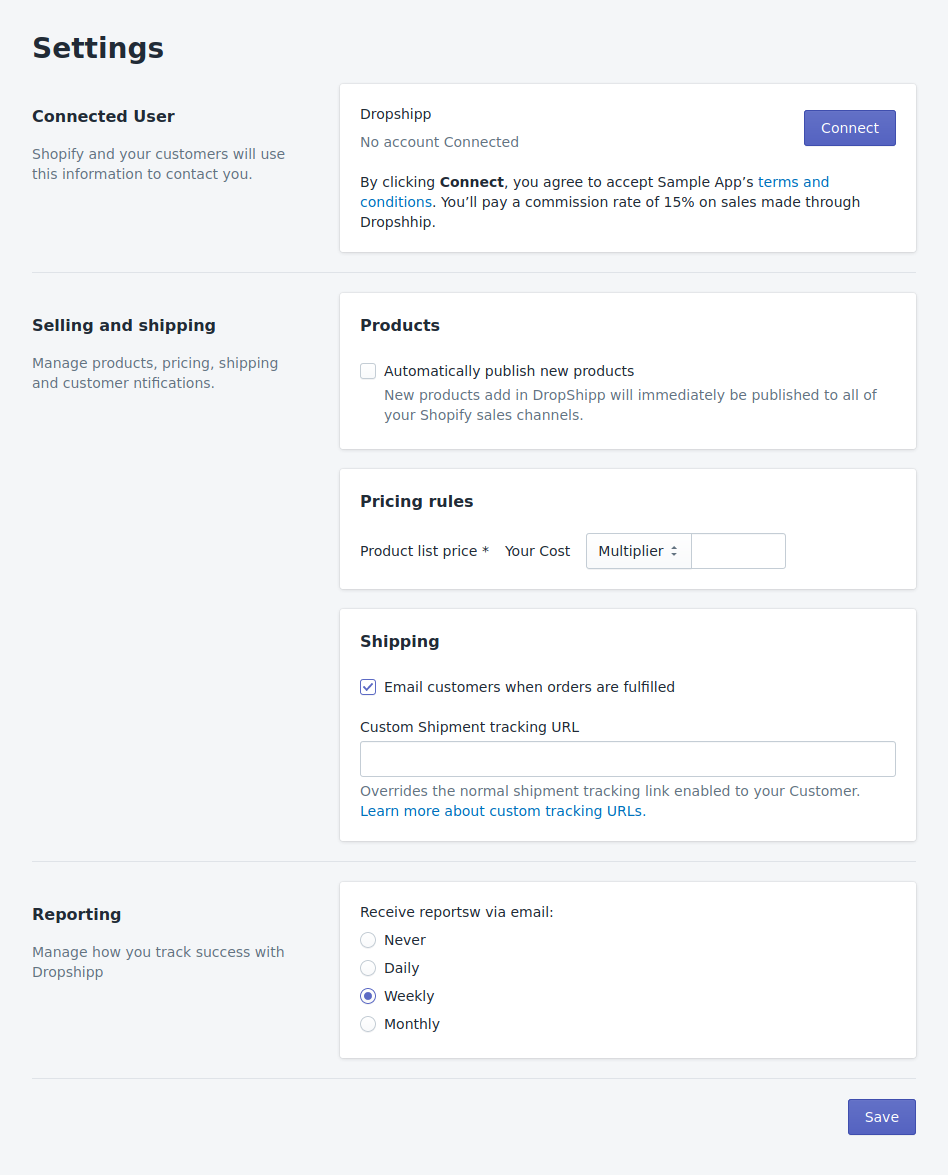 Settings
Connected User
Shopify and your customers will use
this information to contact you.
Dropshipp
No account Connected
Connect
By clicking Connect, you agree to accept Sample App’s terms and
conditions. You’ll pay a commission rate of 15% on sales made through
Dropshhip.
Selling and shipping
Manage products, pricing, shipping
and customer ntifications.
Products
Automatically publish new products
New products add in DropShipp will immediately be published to all of
your Shopify sales channels.
Pricing rules
Product list price * Your Cost Multiplier
Shipping
Email customers when orders are fulfilled
Custom Shipment tracking URL
Overrides the normal shipment tracking link enabled to your Customer.
Learn more about custom tracking URLs.
Reporting
Manage how you track success with
Dropshipp
Receive reportsw via email:
Never
Daily
Weekly
Monthly
Save